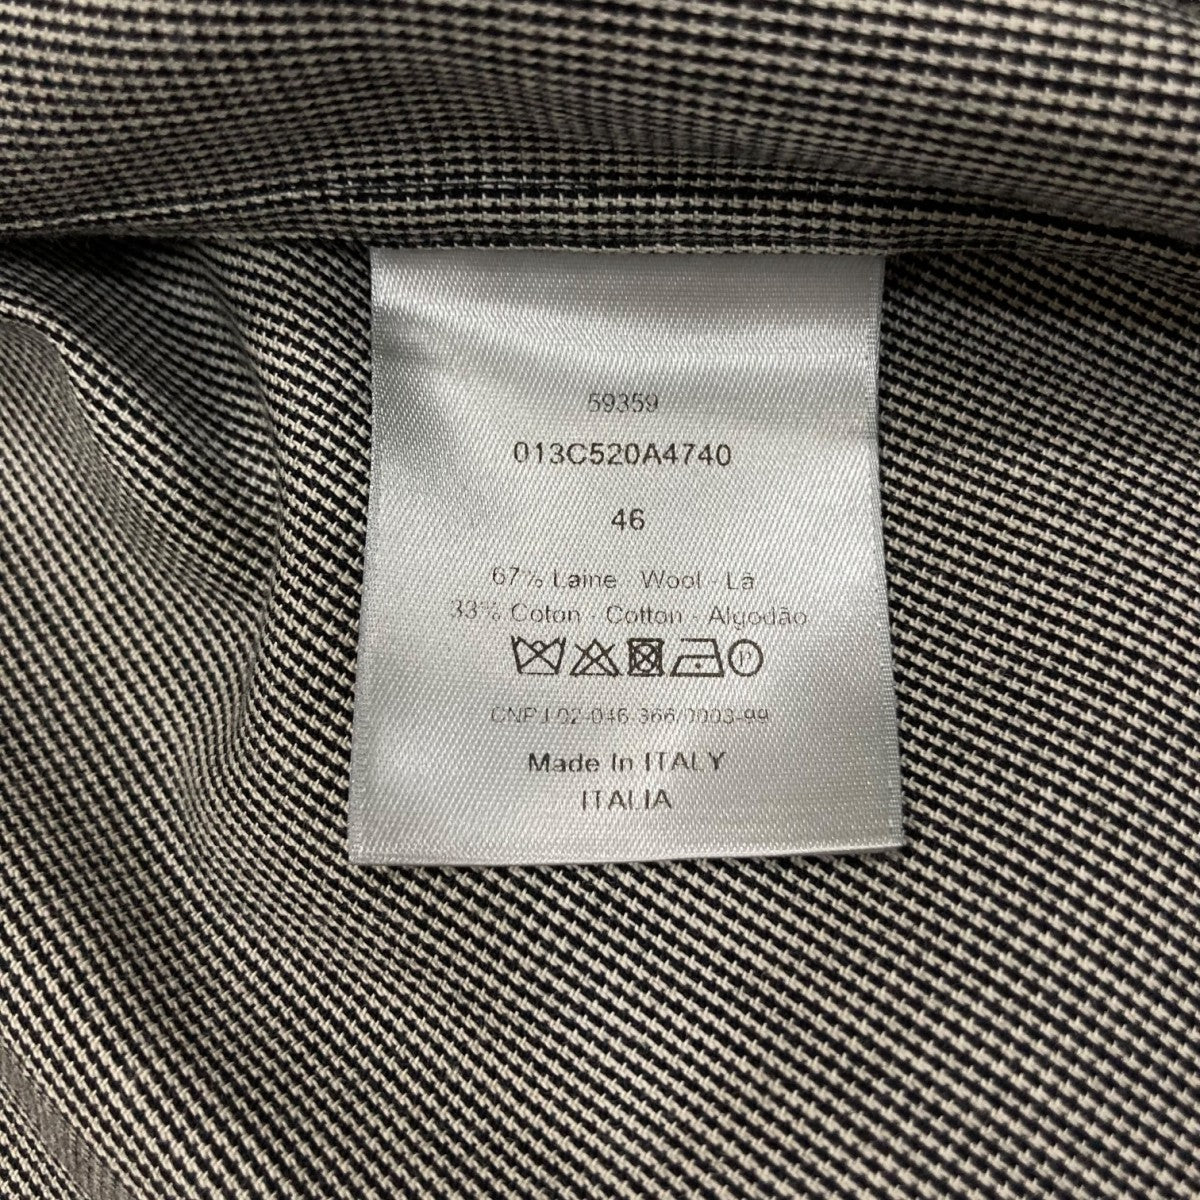 59359
013C520A4740
46
67% Laine - Wool - Lã
33% Coton - Cotton - Algodão
CNPJ 02-046 366/0003-99
Made In ITALY
ITALIA